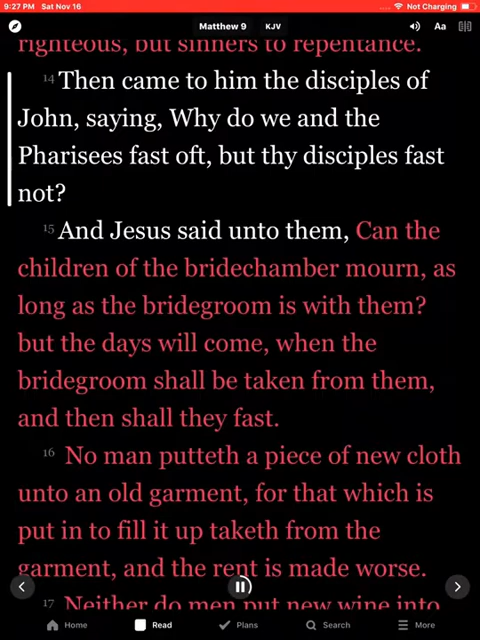 9:27 PM Sat Nov 16 Not Charging
Matthew 9 KJV Aa
righteous, but sinners to repentance.
14 Then came to him the disciples of
John, saying, Why do we and the
Pharisees fast oft, but thy disciples fast
not?
15 And Jesus said unto them, Can the
children of the bridechamber mourn, as
long as the bridegroom is with them?
but the days will come, when the
bridegroom shall be taken from them,
and then shall they fast.
16 No man putteth a piece of new cloth
unto an old garment, for that which is
put in to fill it up taketh from the
garment, and the rent is made worse.
17 Neither do men put new wine into
Home Read Plans Search More